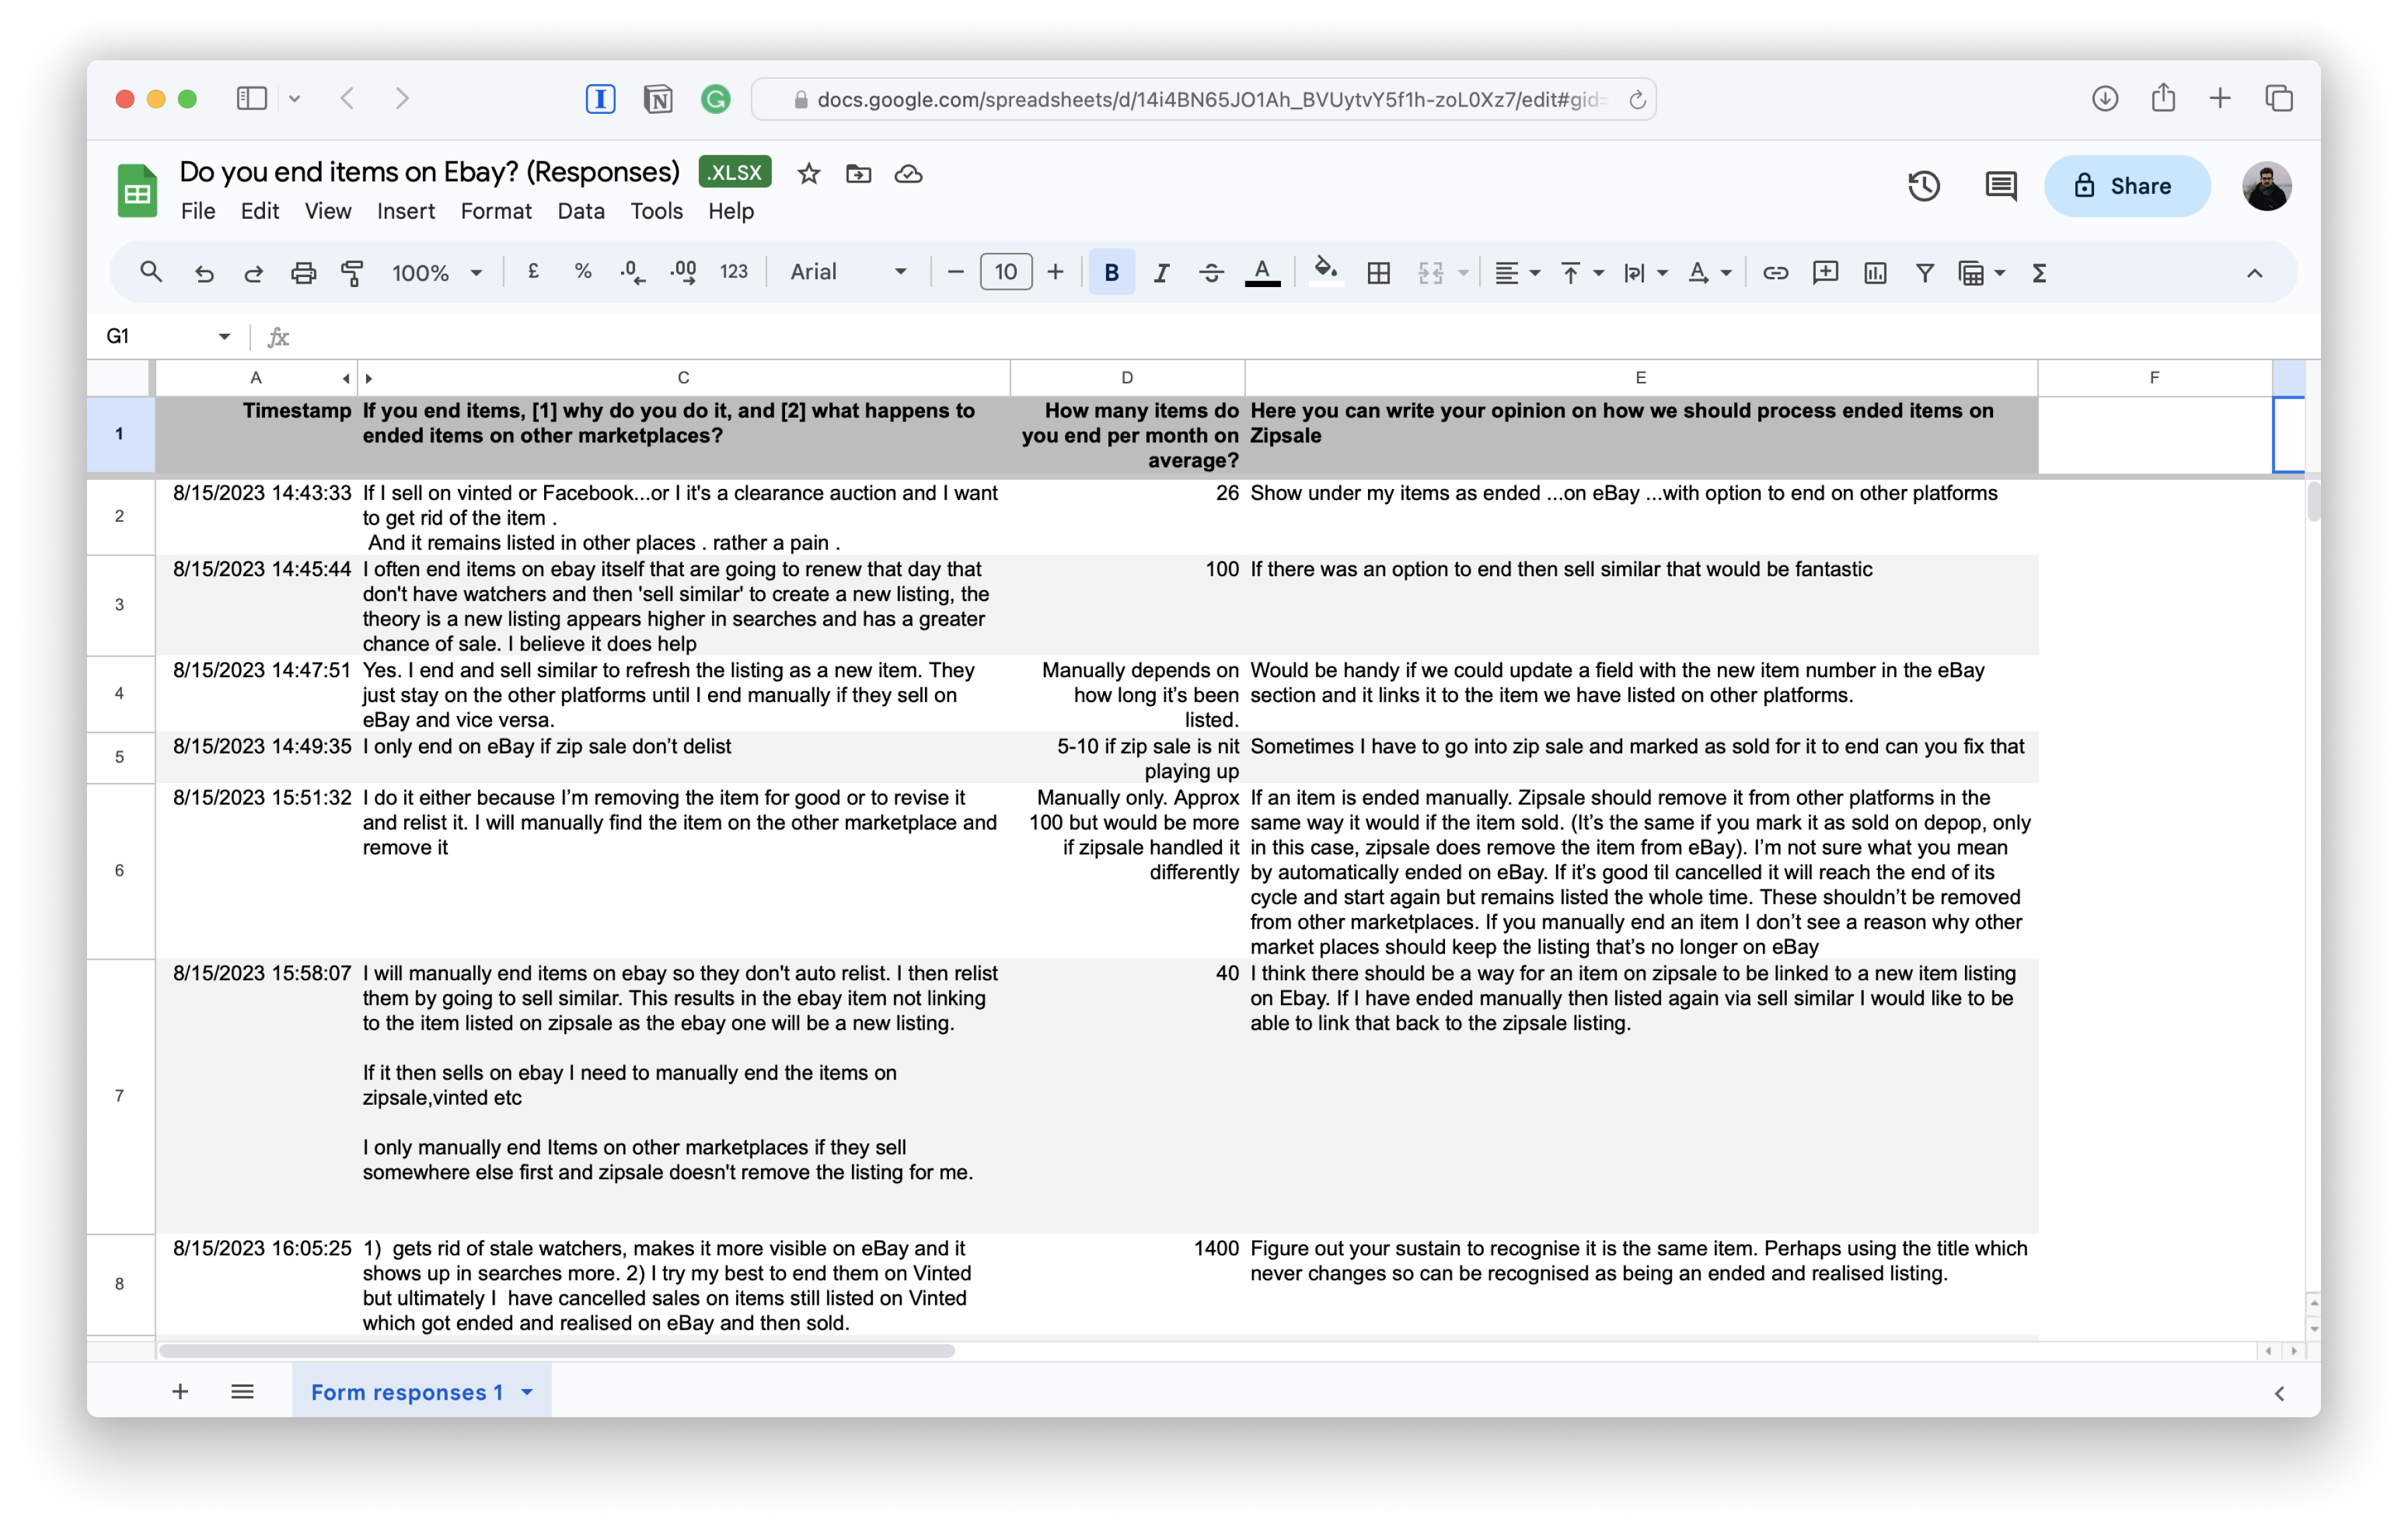 docs.google.com/spreadsheets/d/14i4BN65JO1Ah_BVUytvY5f1h-zoL0Xz7/edit#gid=
Do you end items on Ebay? (Responses) .XLSX
Share
File Edit View Insert Format Data Tools Help
100% £ % .0 .00 123 Arial 10 B I A
G1 fx
A C D E F
1
Timestamp
If you end items, [1] why do you do it, and [2] what happens to
ended items on other marketplaces?
How many items do
you end per month on
average?
Here you can write your opinion on how we should process ended items on
Zipsale
2
8/15/2023 14:43:33
If I sell on vinted or Facebook...or I it's a clearance auction and I want
to get rid of the item .
And it remains listed in other places . rather a pain .
26
Show under my items as ended ...on eBay ...with option to end on other platforms
3
8/15/2023 14:45:44
I often end items on ebay itself that are going to renew that day that
don't have watchers and then 'sell similar' to create a new listing, the
theory is a new listing appears higher in searches and has a greater
chance of sale. I believe it does help
100
If there was an option to end then sell similar that would be fantastic
4
8/15/2023 14:47:51
Yes. I end and sell similar to refresh the listing as a new item. They
just stay on the other platforms until I end manually if they sell on
eBay and vice versa.
Manually depends on
how long it’s been
listed.
Would be handy if we could update a field with the new item number in the eBay
section and it links it to the item we have listed on other platforms.
5
8/15/2023 14:49:35
I only end on eBay if zip sale don’t delist
5-10 if zip sale is nit
playing up
Sometimes I have to go into zip sale and marked as sold for it to end can you fix that
6
8/15/2023 15:51:32
I do it either because I’m removing the item for good or to revise it
and relist it. I will manually find the item on the other marketplace and
remove it
Manually only. Approx
100 but would be more
if zipsale handled it
differently
If an item is ended manually. Zipsale should remove it from other platforms in the
same way it would if the item sold. (It’s the same if you mark it as sold on depop, only
in this case, zipsale does remove the item from eBay). I’m not sure what you mean
by automatically ended on eBay. If it’s good til cancelled it will reach the end of its
cycle and start again but remains listed the whole time. These shouldn’t be removed
from other marketplaces. If you manually end an item I don’t see a reason why other
market places should keep the listing that’s no longer on eBay
7
8/15/2023 15:58:07
I will manually end items on ebay so they don't auto relist. I then relist
them by going to sell similar. This results in the ebay item not linking
to the item listed on zipsale as the ebay one will be a new listing.
If it then sells on ebay I need to manually end the items on
zipsale,vinted etc
I only manually end Items on other marketplaces if they sell
somewhere else first and zipsale doesn't remove the listing for me.
40
I think there should be a way for an item on zipsale to be linked to a new item listing
on Ebay. If I have ended manually then listed again via sell similar I would like to be
able to link that back to the zipsale listing.
8
8/15/2023 16:05:25
1) gets rid of stale watchers, makes it more visible on eBay and it
shows up in searches more. 2) I try my best to end them on Vinted
but ultimately I have cancelled sales on items still listed on Vinted
which got ended and realised on eBay and then sold.
1400
Figure out your sustain to recognise it is the same item. Perhaps using the title which
never changes so can be recognised as being an ended and realised listing.
Form responses 1